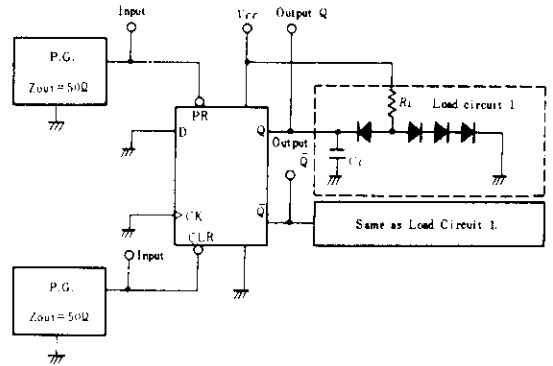 Input
Vcc
Output Q
P.G.
Zout=50Ω
PR
D
Q
RL
Load circuit 1
Output
Q̅
CL
CK
Q̅
CLR
Same as Load Circuit 1.
Input
P.G.
Zout=50Ω